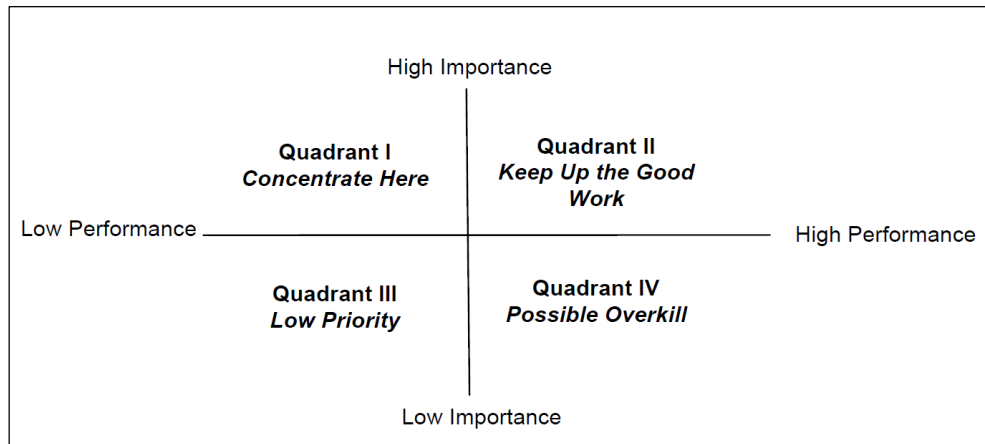 High Importance
Quadrant I
Concentrate Here
Quadrant II
Keep Up the Good
Work
Low Performance
High Performance
Quadrant III
Low Priority
Quadrant IV
Possible Overkill
Low Importance